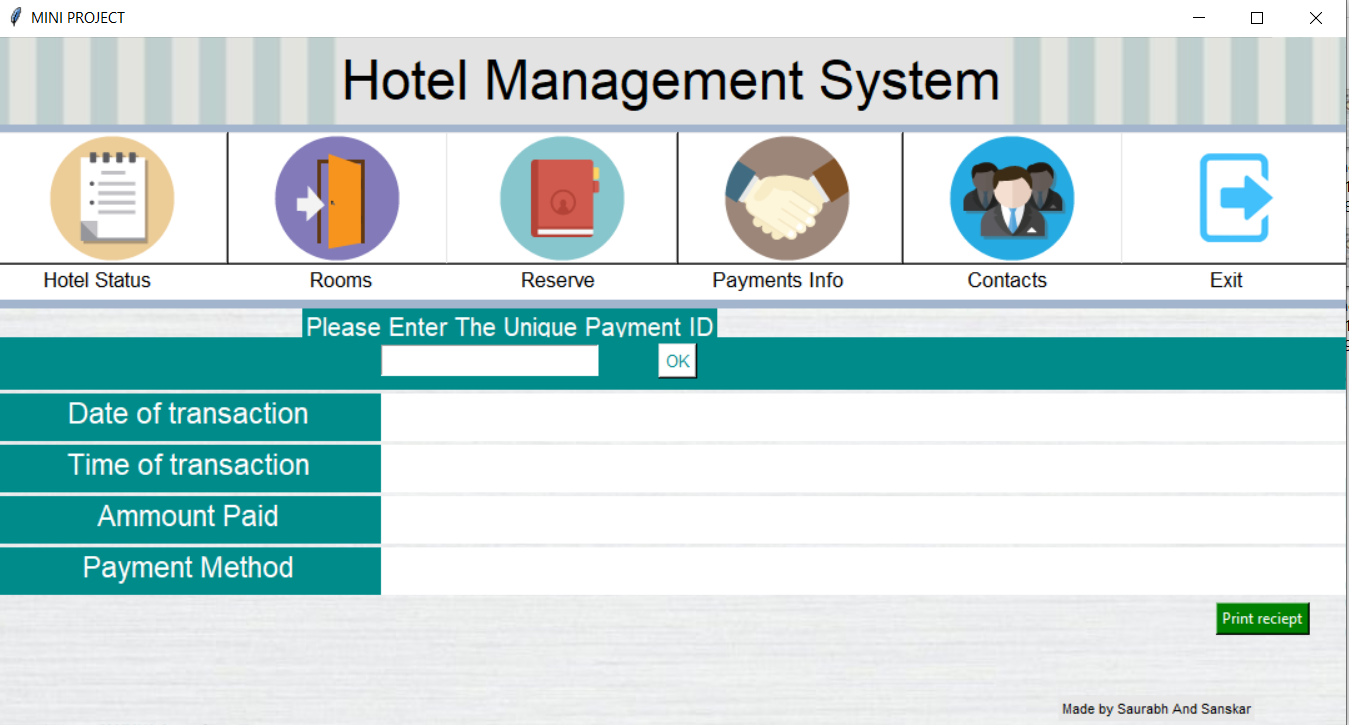 MINI PROJECT
Hotel Management System
Hotel Status Rooms Reserve Payments Info Contacts Exit
Please Enter The Unique Payment ID
OK
Date of transaction
Time of transaction
Ammount Paid
Payment Method
Print reciept
Made by Saurabh And Sanskar